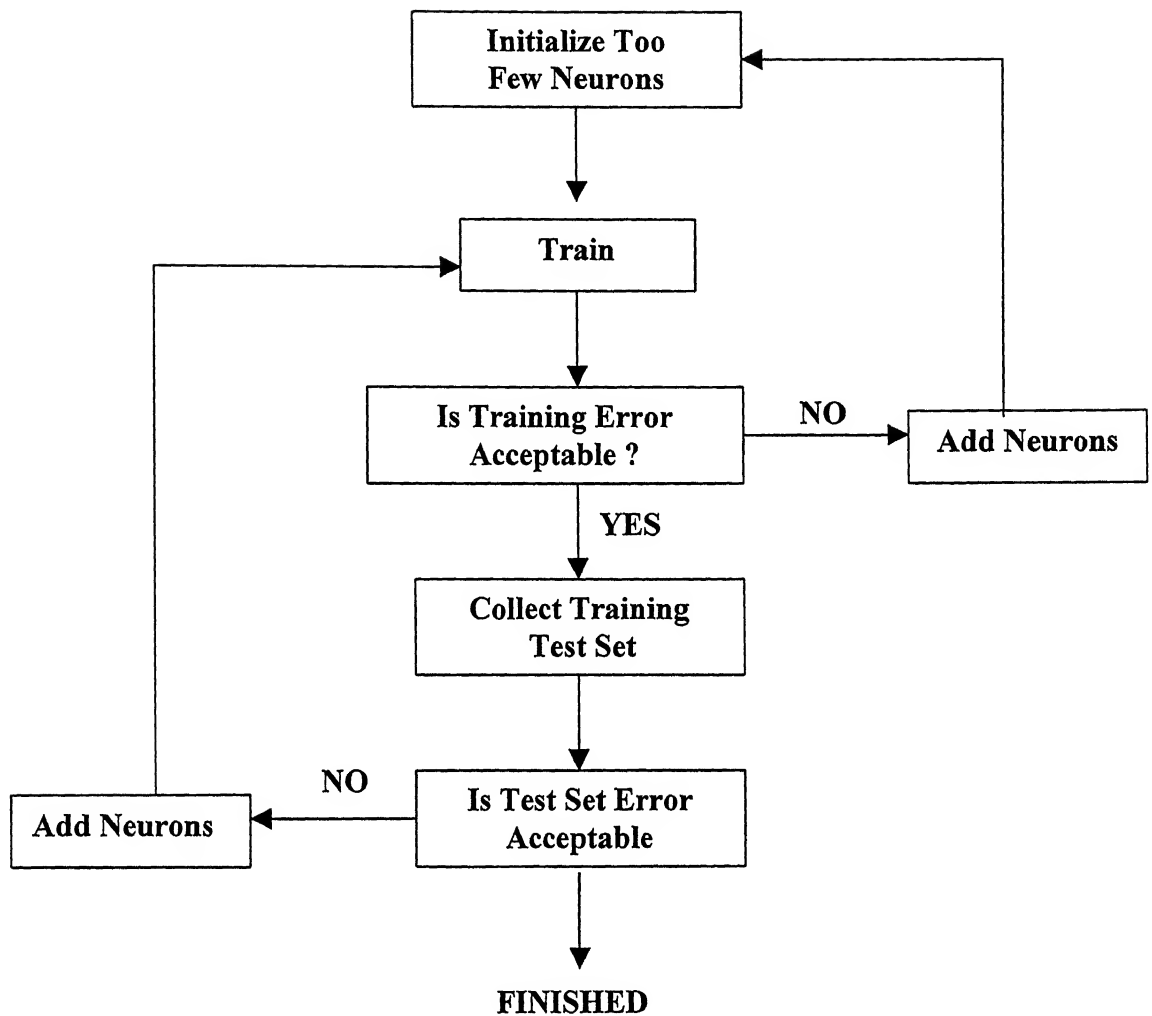 Initialize Too
Few Neurons
Train
Is Training Error
Acceptable ?
NO
Add Neurons
YES
Collect Training
Test Set
NO
Is Test Set Error
Acceptable
Add Neurons
FINISHED